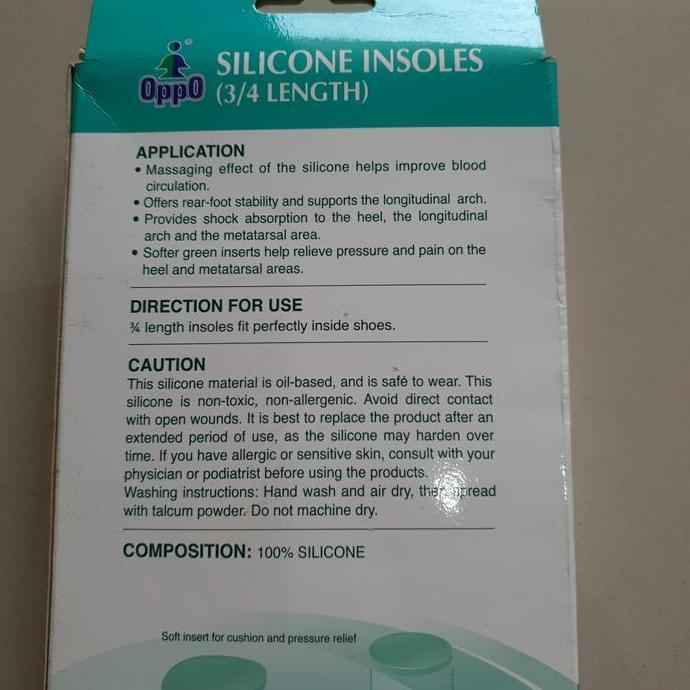 OppO
SILICONE INSOLES
(3/4 LENGTH)
APPLICATION
• Massaging effect of the silicone helps improve blood
circulation.
• Offers rear-foot stability and supports the longitudinal arch.
• Provides shock absorption to the heel, the longitudinal
arch and the metatarsal area.
• Softer green inserts help relieve pressure and pain on the
heel and metatarsal areas.
DIRECTION FOR USE
¾ length insoles fit perfectly inside shoes.
CAUTION
This silicone material is oil-based, and is safe to wear. This
silicone is non-toxic, non-allergenic. Avoid direct contact
with open wounds. It is best to replace the product after an
extended period of use, as the silicone may harden over
time. If you have allergic or sensitive skin, consult with your
physician or podiatrist before using the products.
Washing instructions: Hand wash and air dry, then spread
with talcum powder. Do not machine dry.
COMPOSITION: 100% SILICONE
Soft insert for cushion and pressure relief